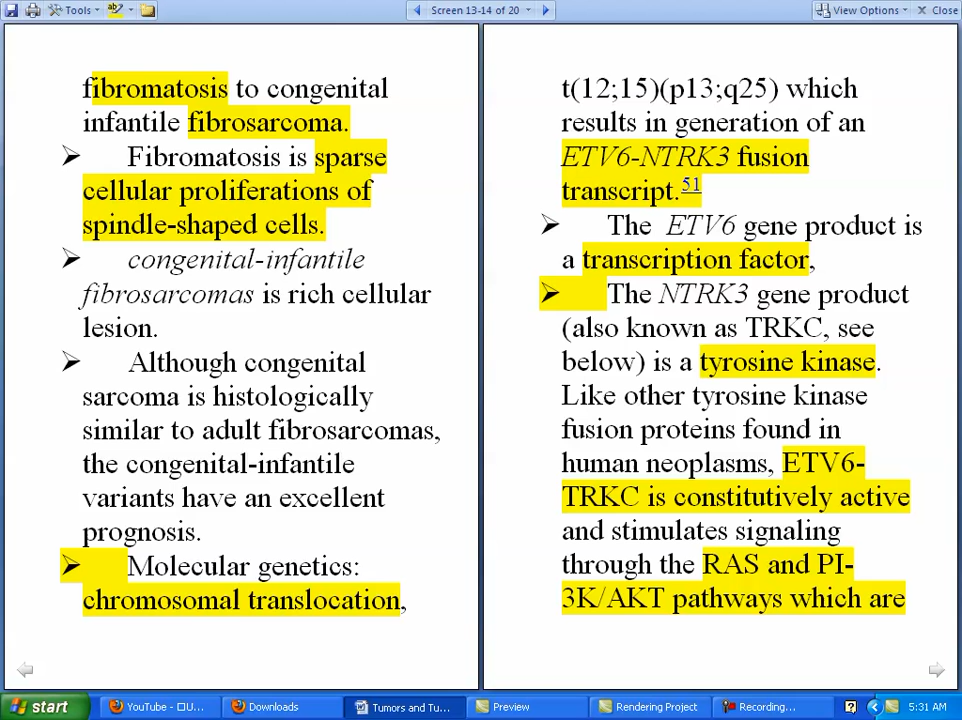 Tools
Screen 13-14 of 20
View Options
Close
fibromatosis to congenital
infantile fibrosarcoma.
➢ Fibromatosis is sparse
cellular proliferations of
spindle-shaped cells.
➢ congenital-infantile
fibrosarcomas is rich cellular
lesion.
➢ Although congenital
sarcoma is histologically
similar to adult fibrosarcomas,
the congenital-infantile
variants have an excellent
prognosis.
➢ Molecular genetics:
chromosomal translocation,
t(12;15)(p13;q25) which
results in generation of an
ETV6-NTRK3 fusion
transcript.51
➢ The ETV6 gene product is
a transcription factor,
➢ The NTRK3 gene product
(also known as TRKC, see
below) is a tyrosine kinase.
Like other tyrosine kinase
fusion proteins found in
human neoplasms, ETV6-
TRKC is constitutively active
and stimulates signaling
through the RAS and PI-
3K/AKT pathways which are
start
YouTube - □U...
Downloads
Tumors and Tu...
Preview
Rendering Project
Recording...
5:31 AM